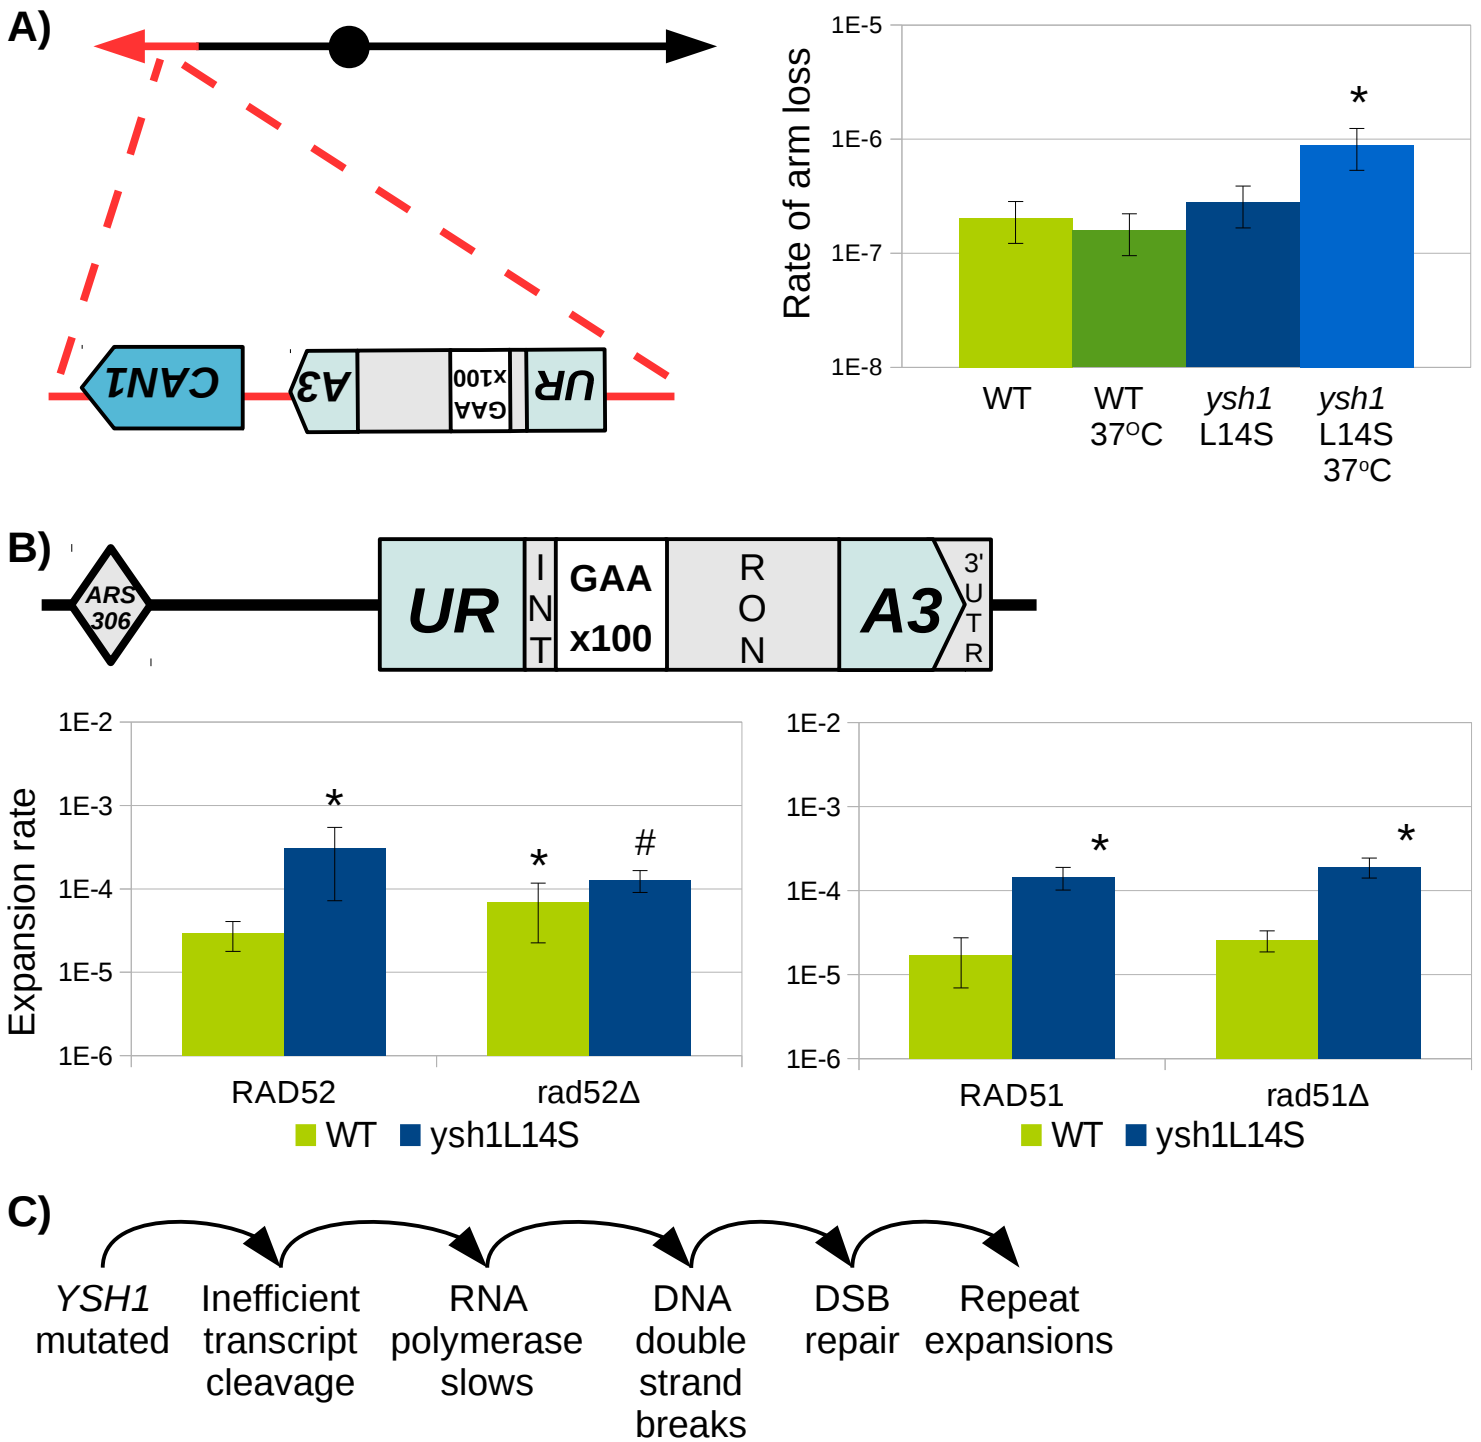 A)
CAN1
A3
GAA
x100
UR
Rate of arm loss
1E-5
1E-6
1E-7
1E-8
*
WT
WT
37°C
ysh1
L14S
ysh1
L14S
37°C
B)
ARS
306
UR
INT
GAA
x100
RON
A3
3'
UTR
Expansion rate
1E-2
1E-3
1E-4
1E-5
1E-6
*
*
#
RAD52
rad52Δ
WT
ysh1L14S
1E-2
1E-3
1E-4
1E-5
1E-6
*
*
RAD51
rad51Δ
WT
ysh1L14S
C)
YSH1
mutated
Inefficient
transcript
cleavage
RNA
polymerase
slows
DNA
double
strand
breaks
DSB
repair
Repeat
expansions